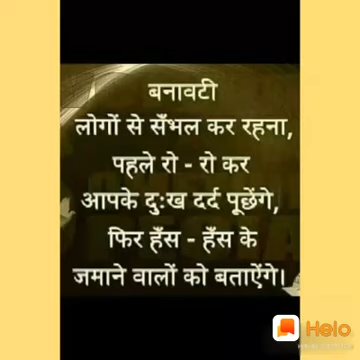 बनावटी
लोगों से सँभल कर रहना,
पहले रो - रो कर
आपके दुःख दर्द पूछेंगे,
फिर हँस - हँस के
जमाने वालों को बताऐंगे।
Helo